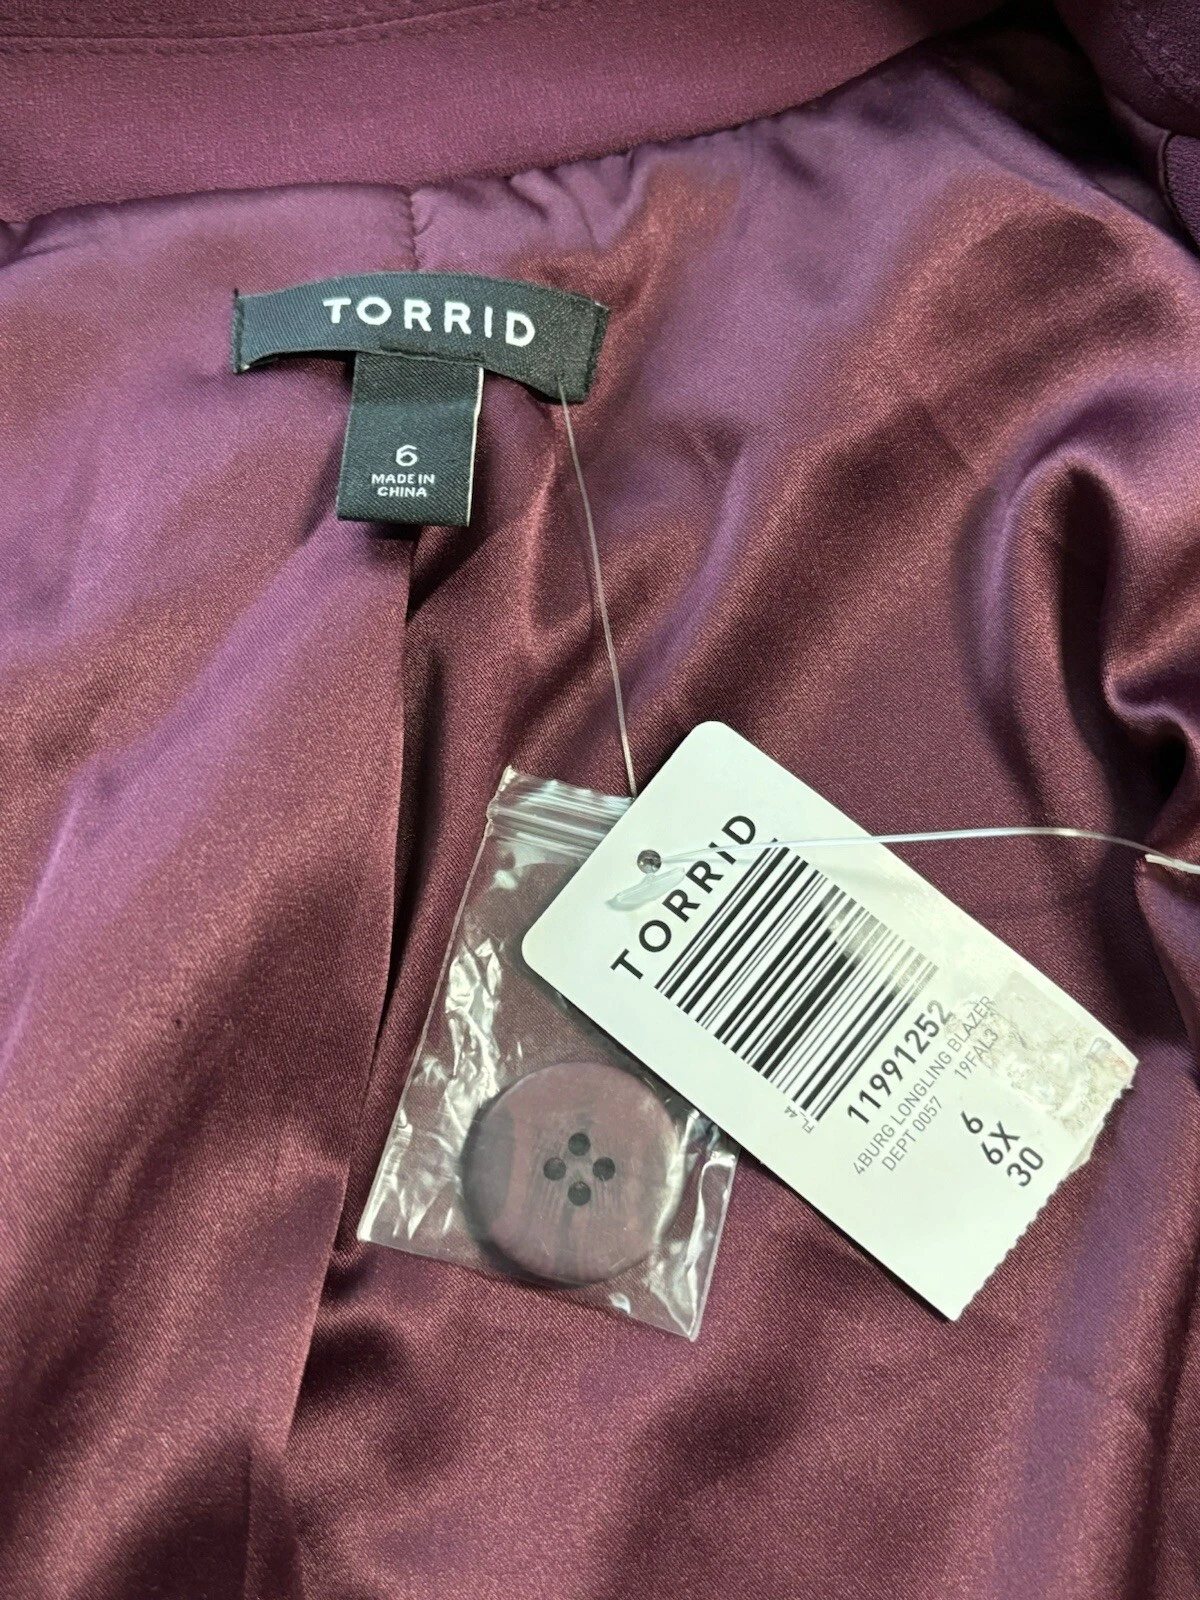 TORRID
6
MADE IN
CHINA
TORRID
11991252
4BURG LONGLING BLAZER
DEPT 0057 19FAL3
6
6X
30